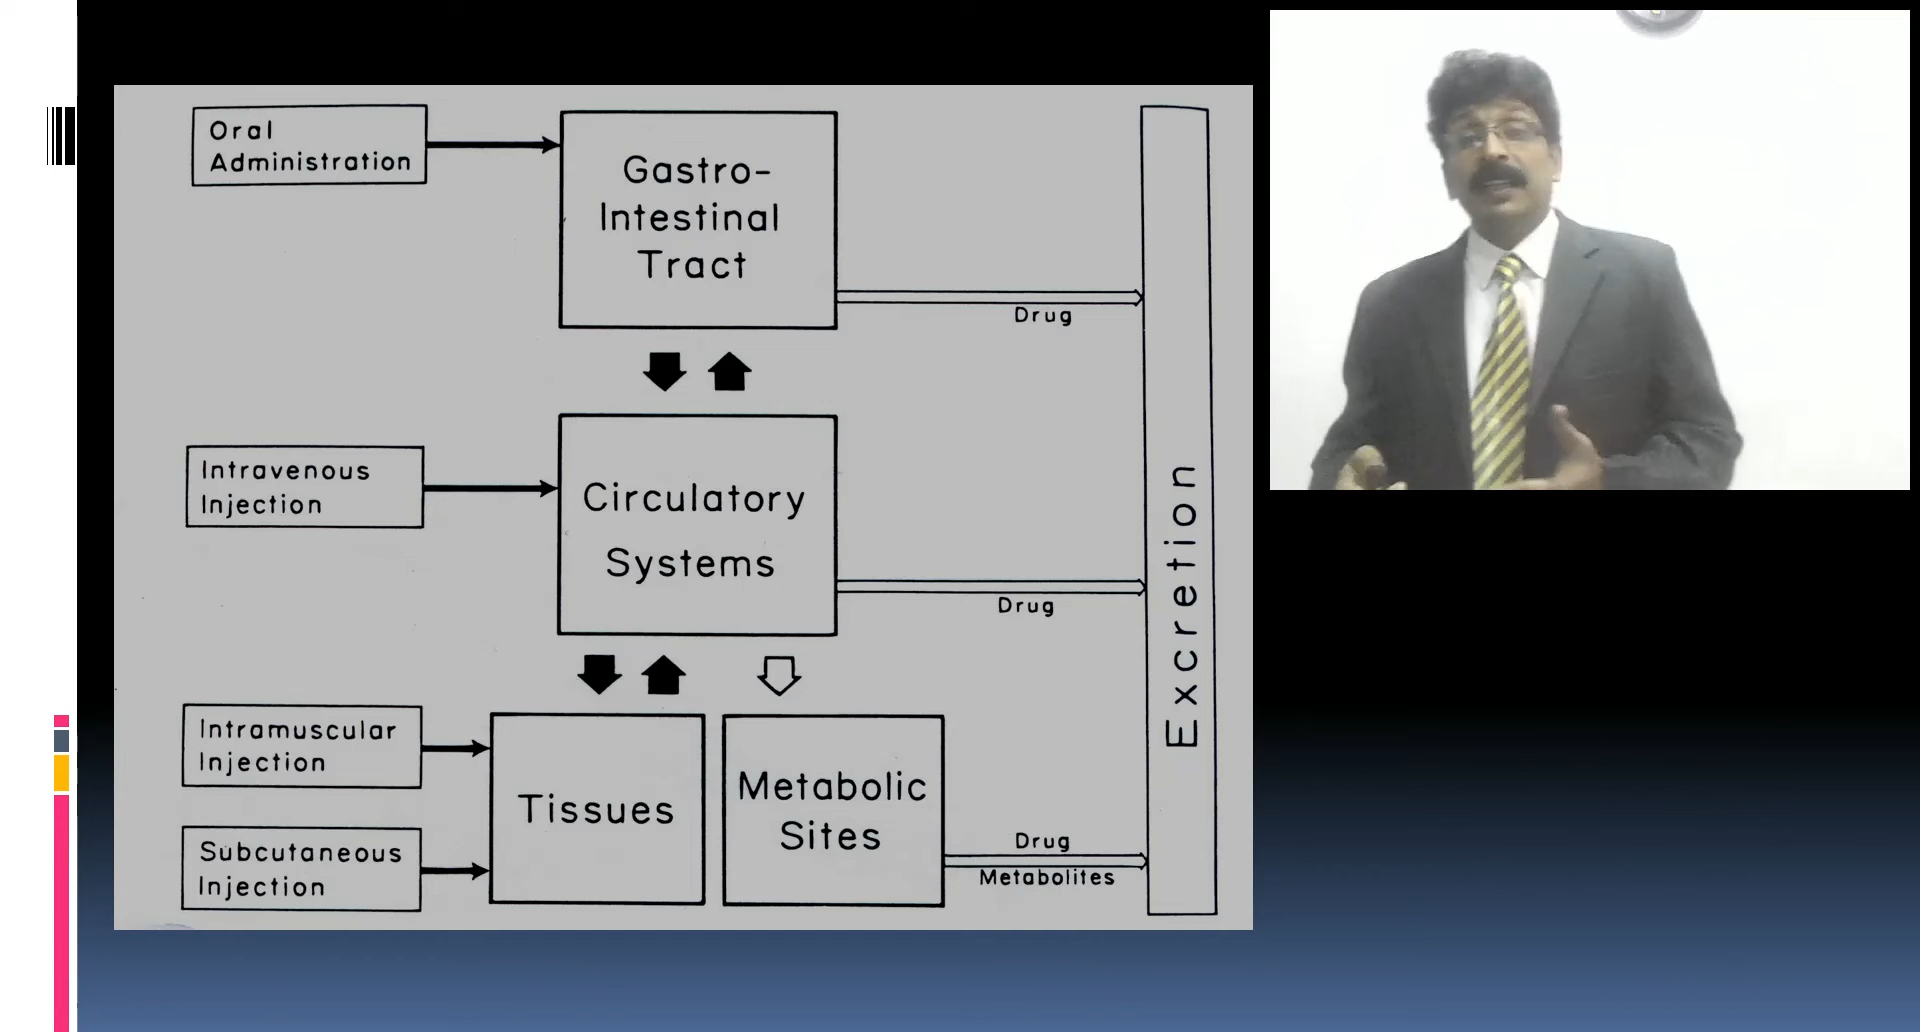 Oral
Administration
Gastro-
Intestinal
Tract
Drug
Intravenous
Injection
Circulatory
Systems
Drug
Excretion
Intramuscular
Injection
Subcutaneous
Injection
Tissues
Metabolic
Sites
Drug
Metabolites